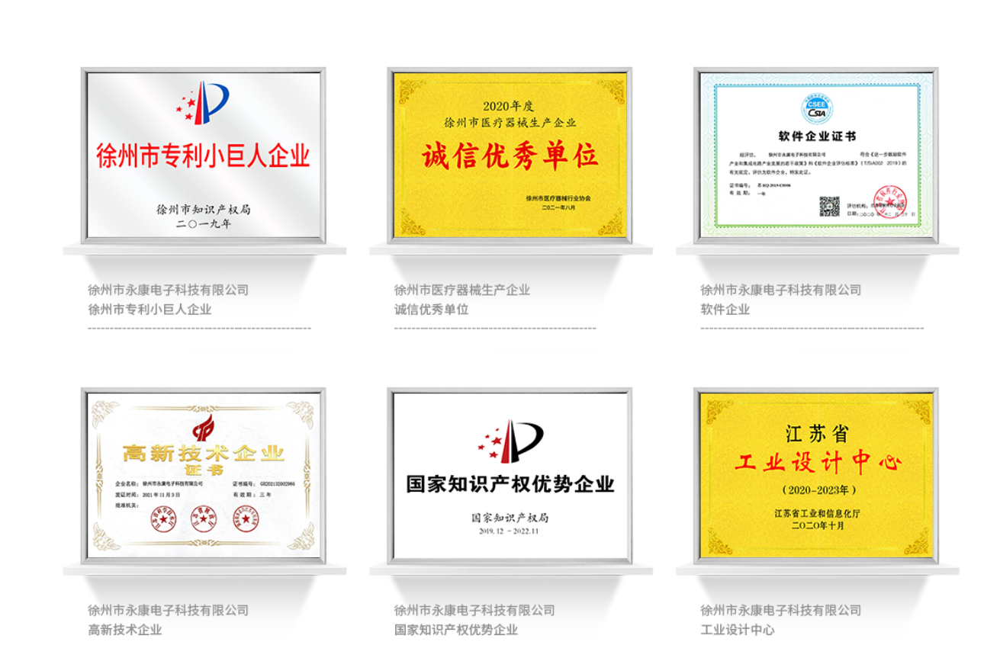 徐州市专利小巨人企业
徐州市知识产权局
二〇一九年
徐州市永康电子科技有限公司
徐州市专利小巨人企业
2020年度
徐州市医疗器械生产企业
诚信优秀单位
徐州市医疗器械行业协会
二〇二一年八月
徐州市医疗器械生产企业
诚信优秀单位
CSEE
CSIA
软件企业证书
经评估， 徐州市永康电子科技有限公司 符合《进一步鼓励软件
产业和集成电路产业发展的若干政策》和《软件企业评估标准》（T/SIA002 2019）的
有关规定，评估为软件企业，特发此证。
证书编号： 苏RQ-2019-C0106
有 效 期： 一年
评估机构：
日期：
徐州市永康电子科技有限公司
软件企业
高新技术企业
证书
企业名称： 徐州市永康电子科技有限公司 证书编号： GR202132002986
发证时间： 2021 年 11 月 3 日 有 效 期： 三 年
批准机关：
徐州市永康电子科技有限公司
高新技术企业
国家知识产权优势企业
国家知识产权局
2019.12 - 2022.11
徐州市永康电子科技有限公司
国家知识产权优势企业
江苏省
工业设计中心
（2020-2023年）
江苏省工业和信息化厅
二〇二〇年十月
徐州市永康电子科技有限公司
工业设计中心